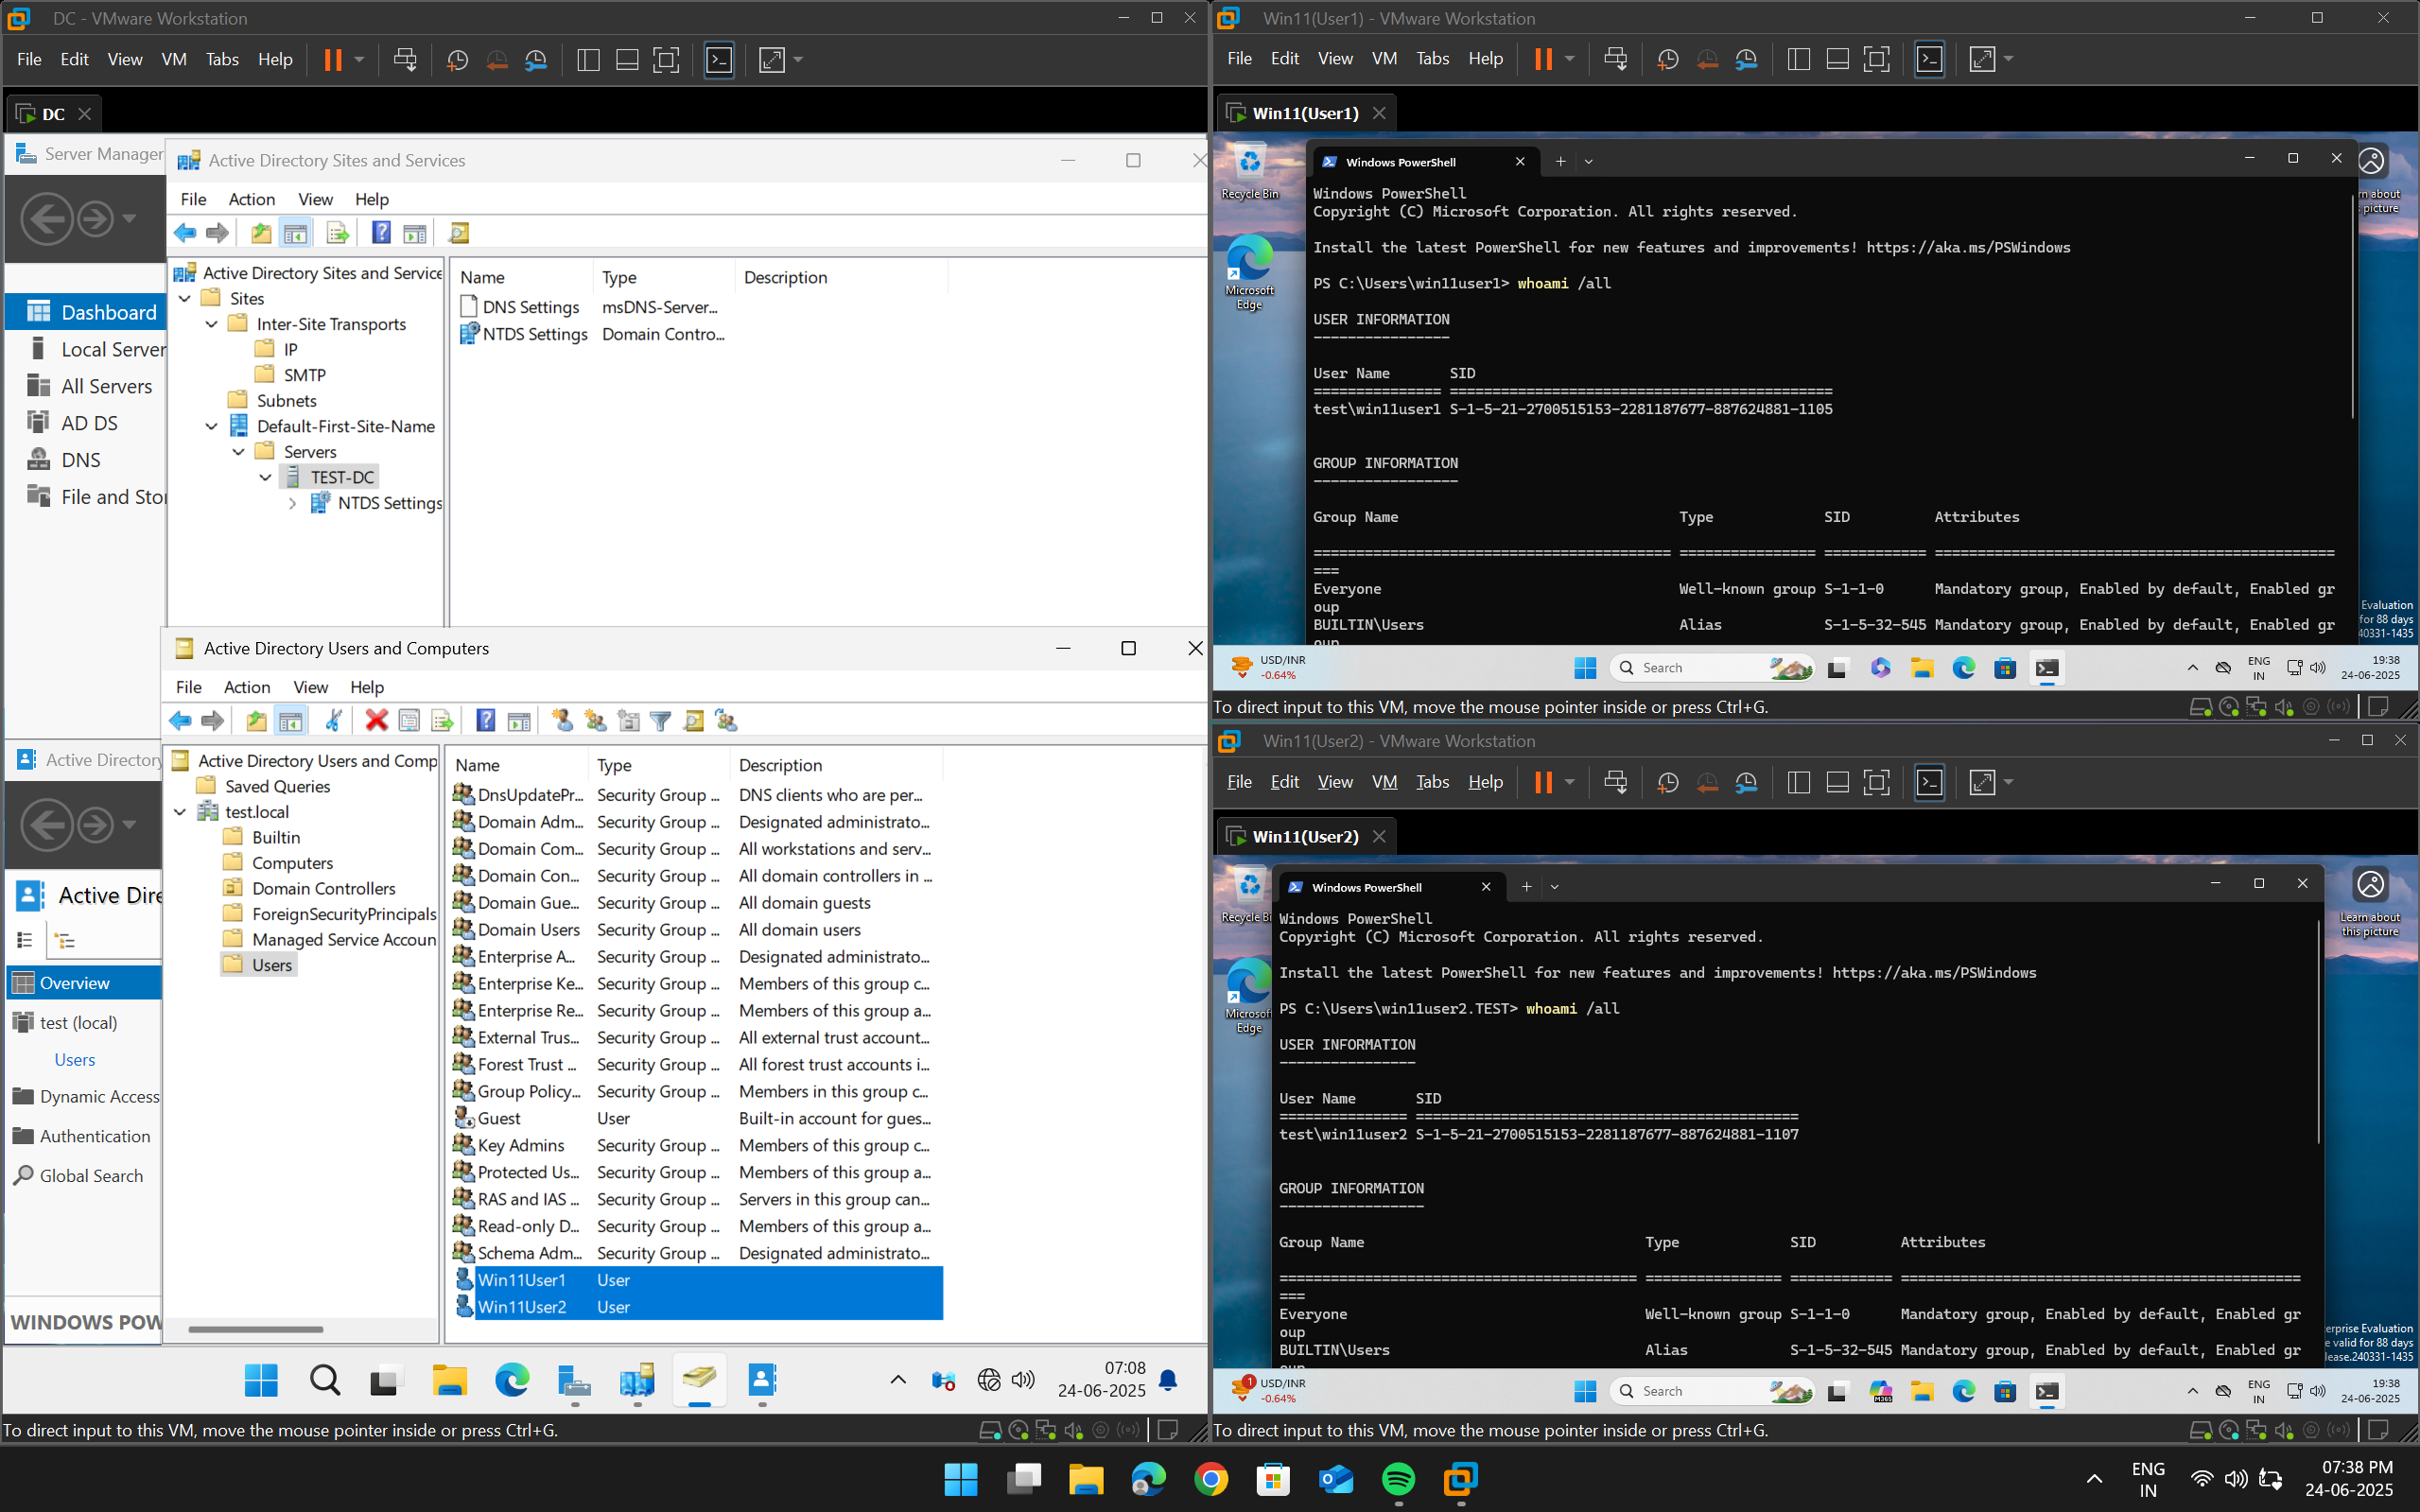 DC - VMware Workstation
File Edit View VM Tabs Help
DC
Server Manager
Dashboard
Local Server
All Servers
AD DS
DNS
File and Sto
Active Directory Sites and Services
File Action View Help
Active Directory Sites and Service
Sites
Inter-Site Transports
IP
SMTP
Subnets
Default-First-Site-Name
Servers
TEST-DC
NTDS Settings
Name Type Description
DNS Settings msDNS-Server...
NTDS Settings Domain Contro...
Active Directory
Active Dire
Overview
test (local)
Users
Dynamic Access
Authentication
Global Search
WINDOWS POW
Active Directory Users and Computers
File Action View Help
Active Directory Users and Comp
Saved Queries
test.local
Builtin
Computers
Domain Controllers
ForeignSecurityPrincipals
Managed Service Accoun
Users
Name Type Description
DnsUpdatePr... Security Group ... DNS clients who are per...
Domain Adm... Security Group ... Designated administrato...
Domain Com... Security Group ... All workstations and serv...
Domain Con... Security Group ... All domain controllers in ...
Domain Gue... Security Group ... All domain guests
Domain Users Security Group ... All domain users
Enterprise A... Security Group ... Designated administrato...
Enterprise Ke... Security Group ... Members of this group c...
Enterprise Re... Security Group ... Members of this group a...
External Trus... Security Group ... All external trust account...
Forest Trust ... Security Group ... All forest trust accounts i...
Group Policy... Security Group ... Members in this group c...
Guest User Built-in account for gues...
Key Admins Security Group ... Members of this group c...
Protected Us... Security Group ... Members of this group a...
RAS and IAS ... Security Group ... Servers in this group can...
Read-only D... Security Group ... Members of this group a...
Schema Adm... Security Group ... Designated administrato...
Win11User1 User
Win11User2 User
07:08
24-06-2025
To direct input to this VM, move the mouse pointer inside or press Ctrl+G.
Win11(User1) - VMware Workstation
File Edit View VM Tabs Help
Win11(User1)
Recycle Bin
Microsoft
Edge
rn about
picture
Windows PowerShell
Windows PowerShell
Copyright (C) Microsoft Corporation. All rights reserved.
Install the latest PowerShell for new features and improvements! https://aka.ms/PSWindows
PS C:\Users\win11user1> whoami /all
USER INFORMATION
----------------
User Name SID
=============== =============================================
test\win11user1 S-1-5-21-2700515153-2281187677-887624881-1105
GROUP INFORMATION
-----------------
Group Name Type SID Attributes
========================================== ================ ============ ===============================================
===
Everyone Well-known group S-1-1-0 Mandatory group, Enabled by default, Enabled gr
oup
BUILTIN\Users Alias S-1-5-32-545 Mandatory group, Enabled by default, Enabled gr
oup
Evaluation
for 88 days
40331-1435
USD/INR
-0.64%
Search
ENG
IN
19:38
24-06-2025
To direct input to this VM, move the mouse pointer inside or press Ctrl+G.
Win11(User2) - VMware Workstation
File Edit View VM Tabs Help
Win11(User2)
Recycle Bi
Microsof
Edge
Learn about
this picture
Windows PowerShell
Windows PowerShell
Copyright (C) Microsoft Corporation. All rights reserved.
Install the latest PowerShell for new features and improvements! https://aka.ms/PSWindows
PS C:\Users\win11user2.TEST> whoami /all
USER INFORMATION
----------------
User Name SID
=============== =============================================
test\win11user2 S-1-5-21-2700515153-2281187677-887624881-1107
GROUP INFORMATION
-----------------
Group Name Type SID Attributes
========================================== ================ ============ ===============================================
===
Everyone Well-known group S-1-1-0 Mandatory group, Enabled by default, Enabled gr
oup
BUILTIN\Users Alias S-1-5-32-545 Mandatory group, Enabled by default, Enabled gr
oup
erprise Evaluation
e valid for 88 days
lease.240331-1435
1
USD/INR
-0.64%
Search
M365
ENG
IN
19:38
24-06-2025
To direct input to this VM, move the mouse pointer inside or press Ctrl+G.
ENG
IN
07:38 PM
24-06-2025